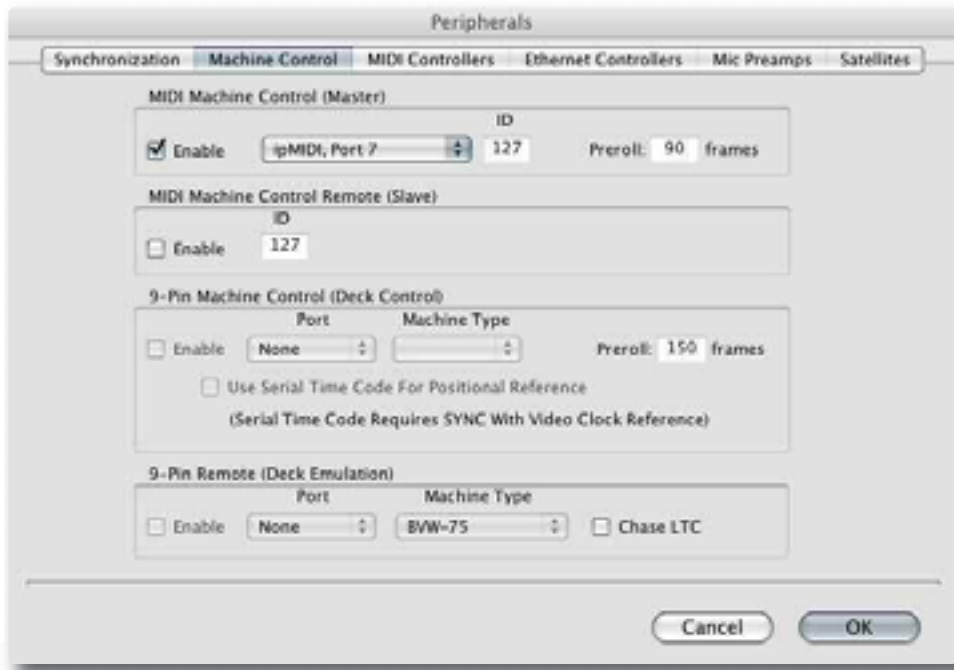 Peripherals
Synchronization Machine Control MIDI Controllers Ethernet Controllers Mic Preamps Satellites
MIDI Machine Control (Master)
ID
Enable ipMIDI, Port 7 127 Preroll: 90 frames
MIDI Machine Control Remote (Slave)
ID
Enable 127
9-Pin Machine Control (Deck Control)
Port Machine Type
Enable None Preroll: 150 frames
Use Serial Time Code For Positional Reference
(Serial Time Code Requires SYNC With Video Clock Reference)
9-Pin Remote (Deck Emulation)
Port Machine Type
Enable None BVW-75 Chase LTC
Cancel OK